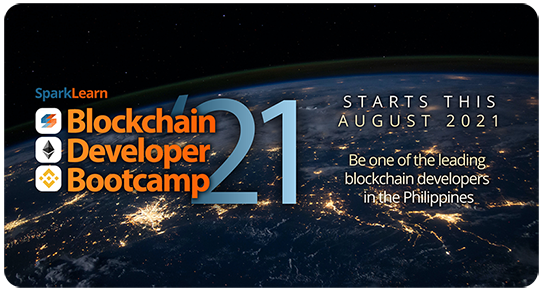 SparkLearn
Blockchain
Developer
Bootcamp
'21
STARTS THIS
AUGUST 2021
Be one of the leading
blockchain developers
in the Philippines